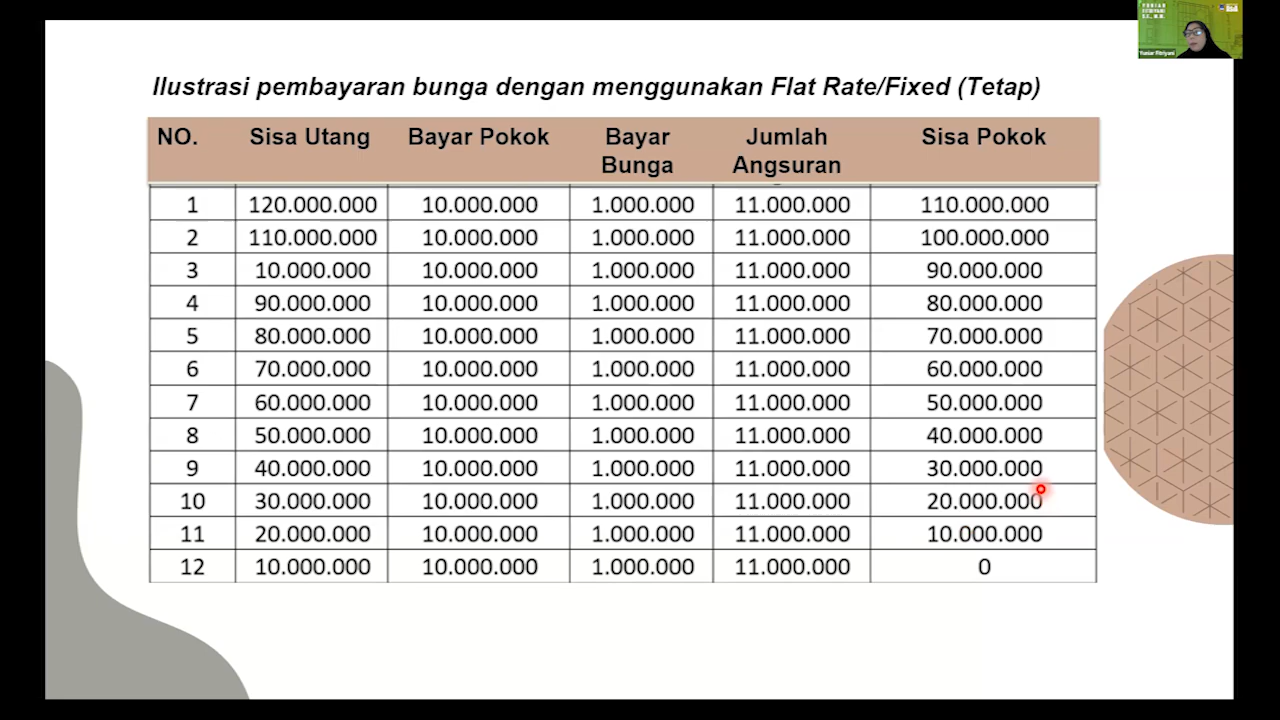 YUNIAR
FITRIYANI
S.E., M.M.
Yuniar Fitriyani
Ilustrasi pembayaran bunga dengan menggunakan Flat Rate/Fixed (Tetap)
NO. Sisa Utang Bayar Pokok Bayar Bunga Jumlah Angsuran Sisa Pokok
1 120.000.000 10.000.000 1.000.000 11.000.000 110.000.000
2 110.000.000 10.000.000 1.000.000 11.000.000 100.000.000
3 10.000.000 10.000.000 1.000.000 11.000.000 90.000.000
4 90.000.000 10.000.000 1.000.000 11.000.000 80.000.000
5 80.000.000 10.000.000 1.000.000 11.000.000 70.000.000
6 70.000.000 10.000.000 1.000.000 11.000.000 60.000.000
7 60.000.000 10.000.000 1.000.000 11.000.000 50.000.000
8 50.000.000 10.000.000 1.000.000 11.000.000 40.000.000
9 40.000.000 10.000.000 1.000.000 11.000.000 30.000.000
10 30.000.000 10.000.000 1.000.000 11.000.000 20.000.000
11 20.000.000 10.000.000 1.000.000 11.000.000 10.000.000
12 10.000.000 10.000.000 1.000.000 11.000.000 0